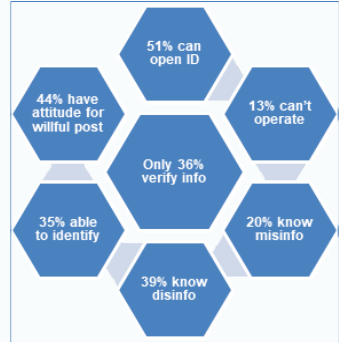 51% can
open ID
44% have
attitude for
willful post
13% can't
operate
Only 36%
verify info
35% able
to identify
20% know
misinfo
39% know
disinfo